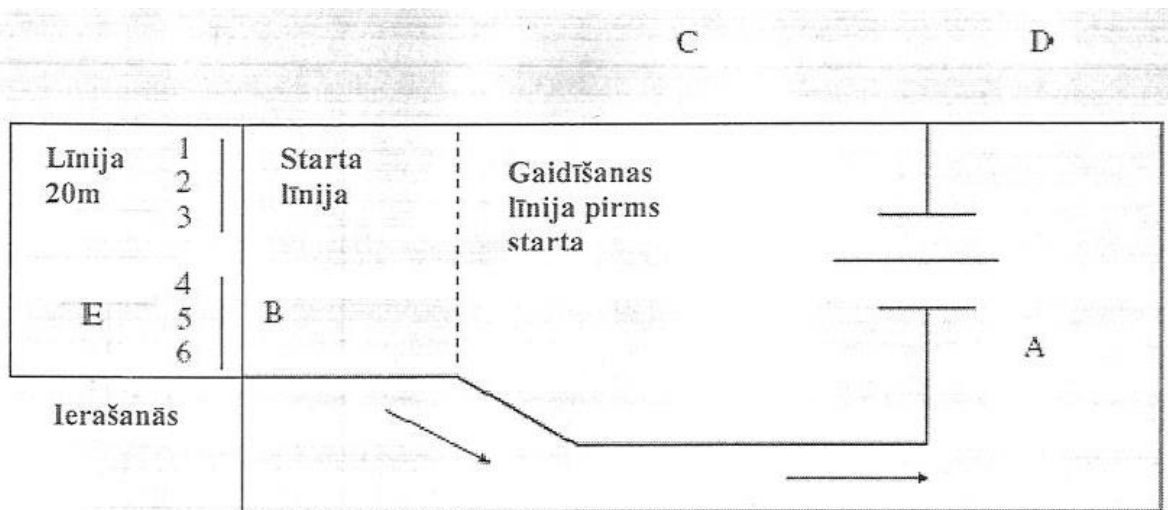 C
D
Līnija
20m
1
2
3
Starta
līnija
Gaidīšanas
līnija pirms
starta
E
4
5
6
B
A
Ierašanās